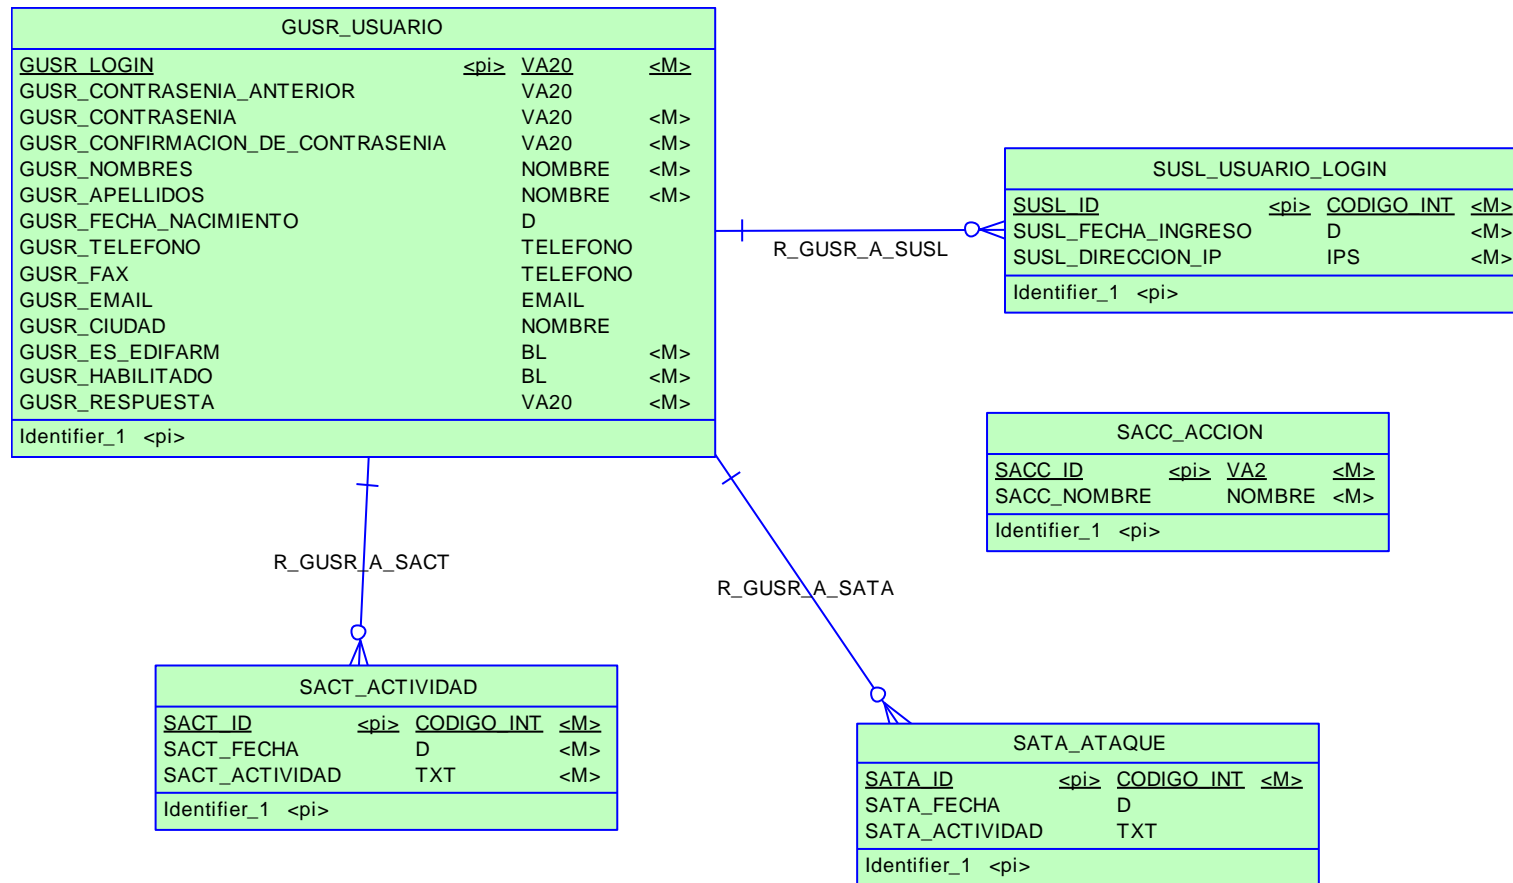 GUSR_USUARIO
GUSR_LOGIN <pi> VA20 <M>
GUSR_CONTRASENIA_ANTERIOR VA20
GUSR_CONTRASENIA VA20 <M>
GUSR_CONFIRMACION_DE_CONTRASENIA VA20 <M>
GUSR_NOMBRES NOMBRE <M>
GUSR_APELLIDOS NOMBRE <M>
GUSR_FECHA_NACIMIENTO D
GUSR_TELEFONO TELEFONO
GUSR_FAX TELEFONO
GUSR_EMAIL EMAIL
GUSR_CIUDAD NOMBRE
GUSR_ES_EDIFARM BL <M>
GUSR_HABILITADO BL <M>
GUSR_RESPUESTA VA20 <M>
Identifier_1 <pi>
R_GUSR_A_SUSL
SUSL_USUARIO_LOGIN
SUSL_ID <pi> CODIGO_INT <M>
SUSL_FECHA_INGRESO D <M>
SUSL_DIRECCION_IP IPS <M>
Identifier_1 <pi>
SACC_ACCION
SACC_ID <pi> VA2 <M>
SACC_NOMBRE NOMBRE <M>
Identifier_1 <pi>
R_GUSR_A_SACT
R_GUSR_A_SATA
SACT_ACTIVIDAD
SACT_ID <pi> CODIGO_INT <M>
SACT_FECHA D <M>
SACT_ACTIVIDAD TXT <M>
Identifier_1 <pi>
SATA_ATAQUE
SATA_ID <pi> CODIGO_INT <M>
SATA_FECHA D
SATA_ACTIVIDAD TXT
Identifier_1 <pi>